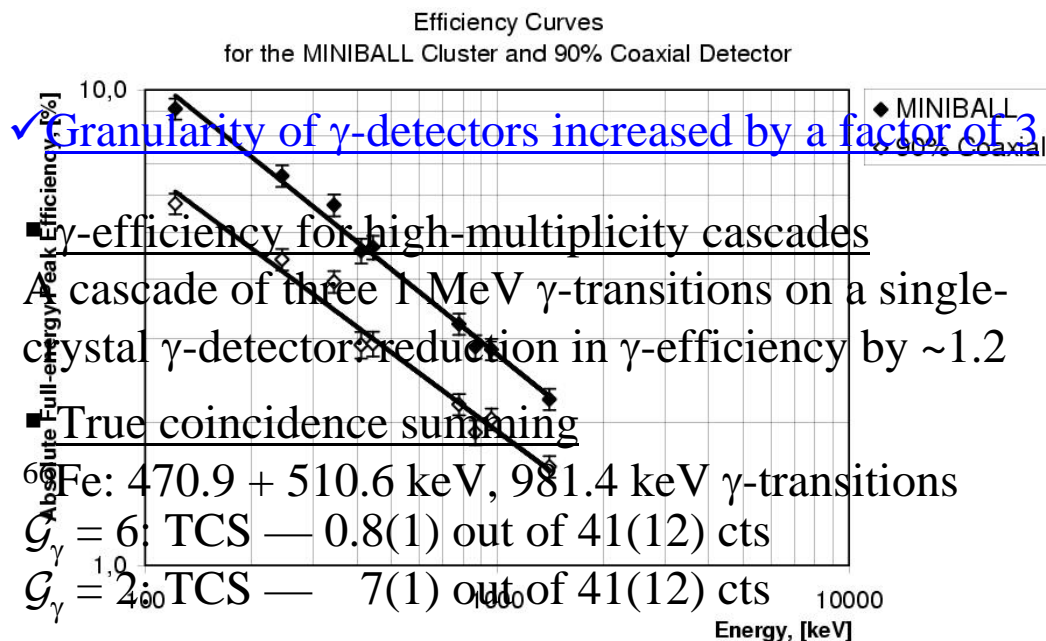 Efficiency Curves
for the MINIBALL Cluster and 90% Coaxial Detector
10,0
Absolute Full-energy Peak Efficiency, [%]
◆ MINIBALL
◇ 90% Coaxial
✓Granularity of γ-detectors increased by a factor of 3
▪ γ-efficiency for high-multiplicity cascades
A cascade of three 1 MeV γ-transitions on a single-
crystal γ-detector: reduction in γ-efficiency by ~1.2
▪ True coincidence summing
Fe: 470.9 + 510.6 keV, 981.4 keV γ-transitions
𝒢γ = 6: TCS — 0.8(1) out of 41(12) cts
1,0
𝒢γ = 2: TCS — 7(1) out of 41(12) cts
100
1000
10000
Energy, [keV]